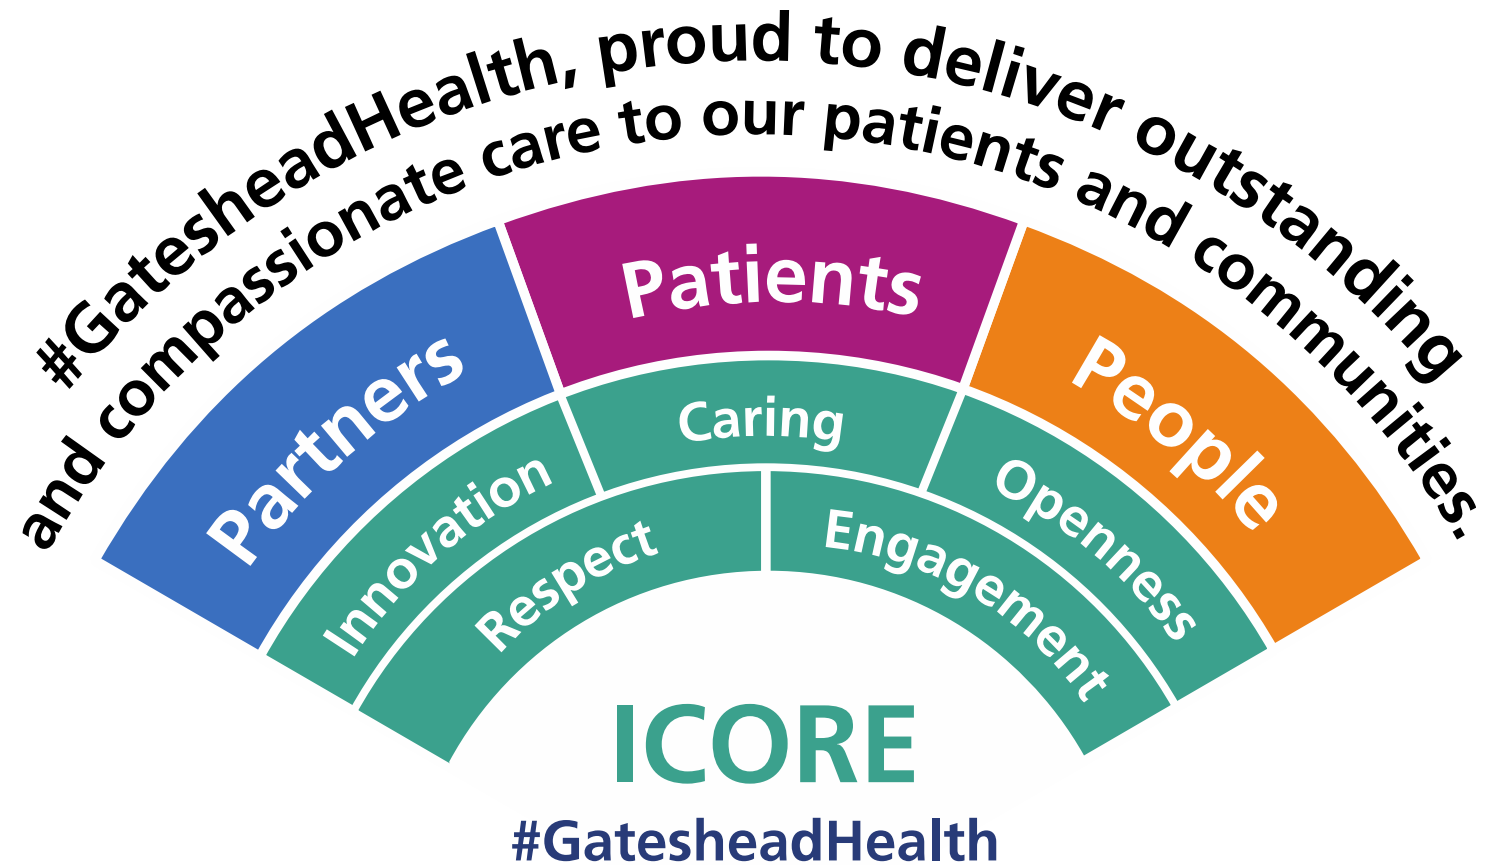 #GatesheadHealth, proud to deliver outstanding
and compassionate care to our patients and communities.
Partners
Patients
People
Innovation
Caring
Openness
Respect
Engagement
ICORE
#GatesheadHealth